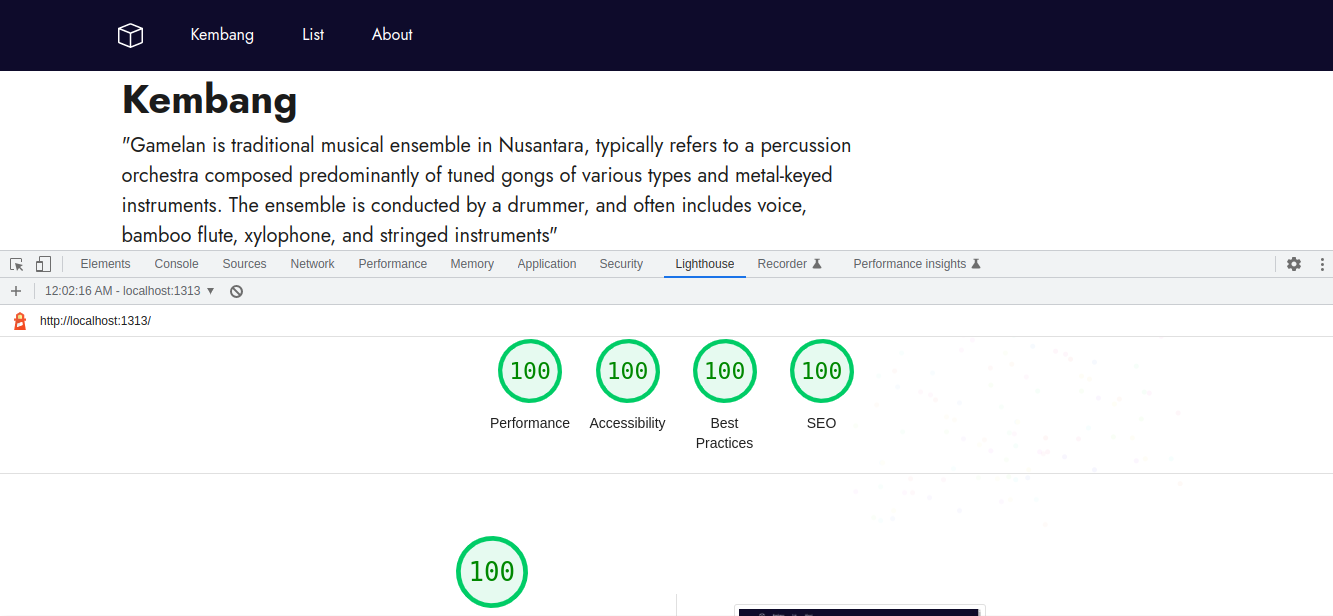 Kembang List About
Kembang
"Gamelan is traditional musical ensemble in Nusantara, typically refers to a percussion
orchestra composed predominantly of tuned gongs of various types and metal-keyed
instruments. The ensemble is conducted by a drummer, and often includes voice,
bamboo flute, xylophone, and stringed instruments"
Elements Console Sources Network Performance Memory Application Security Lighthouse Recorder Performance insights
12:02:16 AM - localhost:1313
http://localhost:1313/
100 100 100 100
Performance Accessibility Best Practices SEO
100